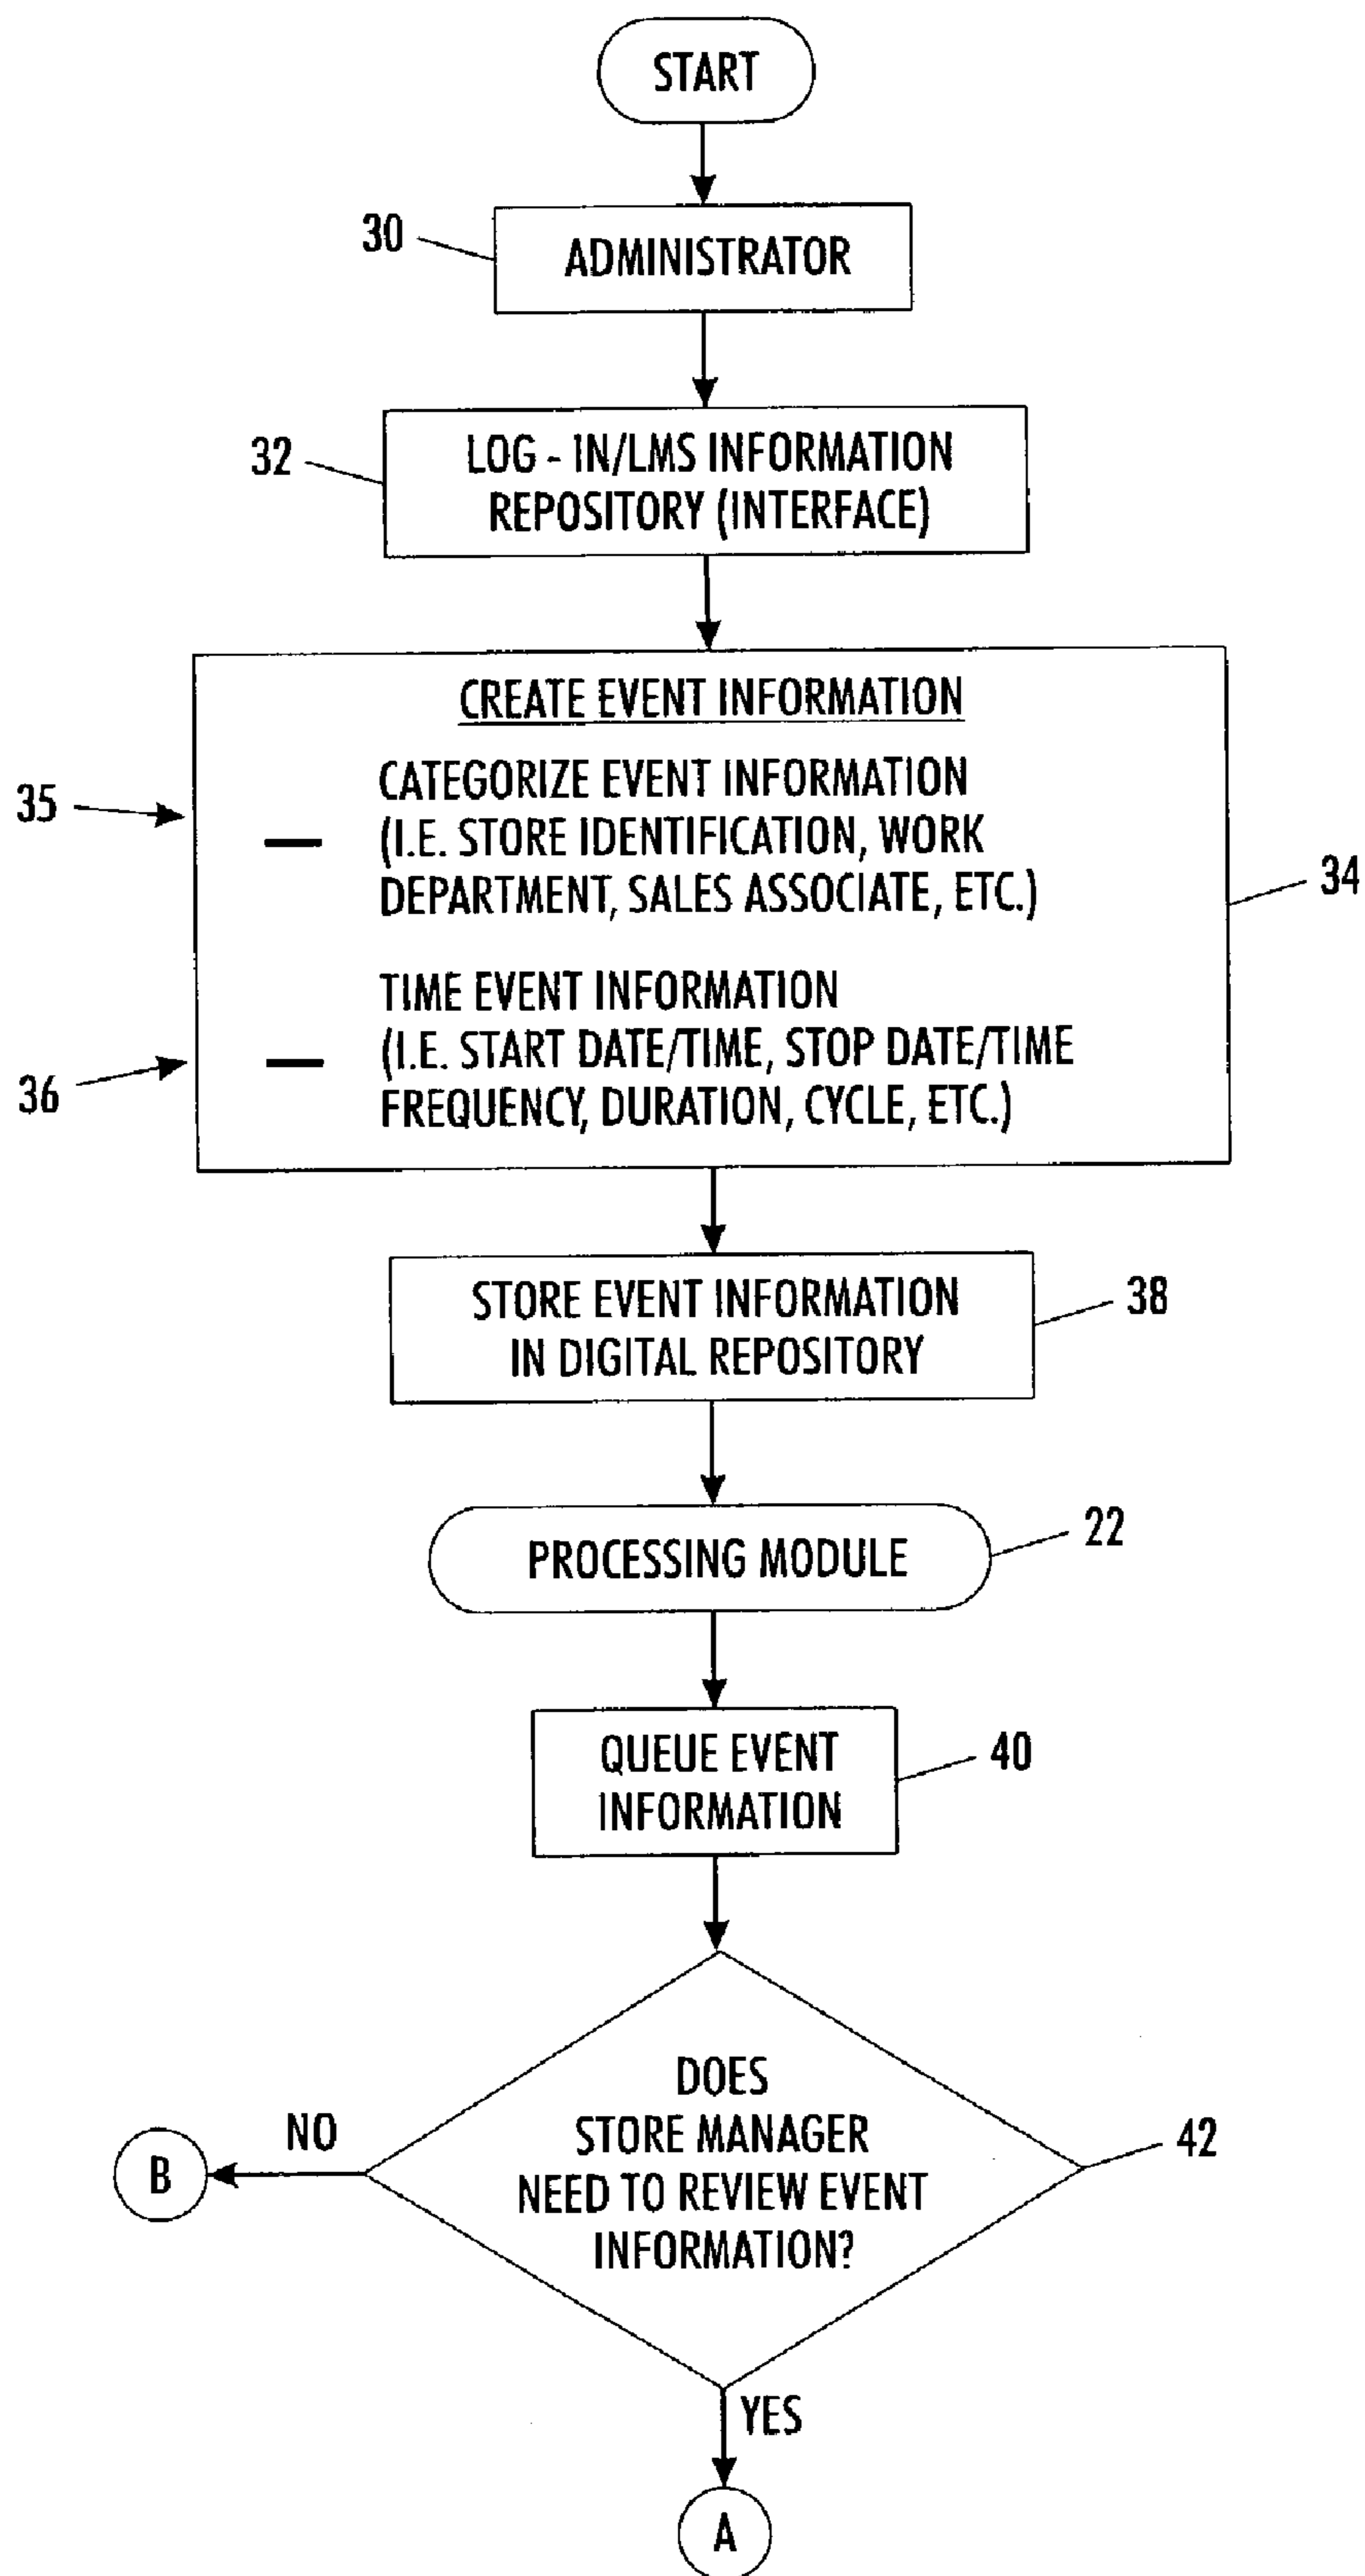 START
30
ADMINISTRATOR
32
LOG - IN/LMS INFORMATION
REPOSITORY (INTERFACE)
CREATE EVENT INFORMATION
35
CATEGORIZE EVENT INFORMATION
(I.E. STORE IDENTIFICATION, WORK
DEPARTMENT, SALES ASSOCIATE, ETC.)
34
36
TIME EVENT INFORMATION
(I.E. START DATE/TIME, STOP DATE/TIME
FREQUENCY, DURATION, CYCLE, ETC.)
STORE EVENT INFORMATION
IN DIGITAL REPOSITORY
38
PROCESSING MODULE
22
QUEUE EVENT
INFORMATION
40
DOES
STORE MANAGER
NEED TO REVIEW EVENT
INFORMATION?
42
NO
B
YES
A